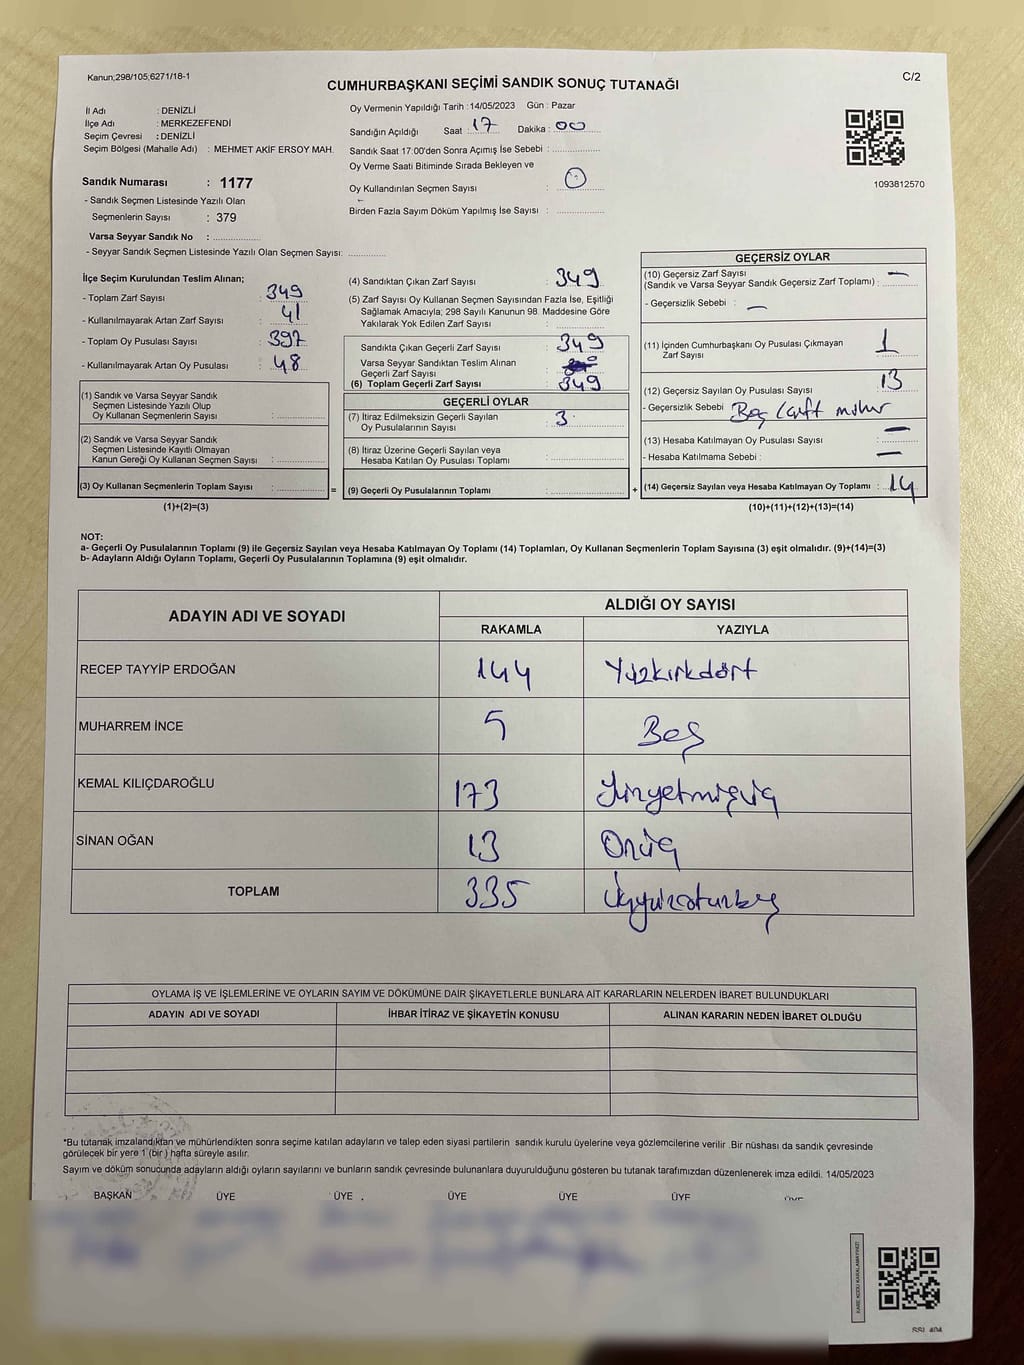 Kanun;298/105,6271/18-1
C/2
CUMHURBAŞKANI SEÇİMİ SANDIK SONUÇ TUTANAĞI
İl Adı : DENİZLİ
İlçe Adı : MERKEZEFENDİ
Seçim Çevresi : DENİZLİ
Seçim Bölgesi (Mahalle Adı) : MEHMET AKİF ERSOY MAH.
Sandık Numarası : 1177
- Sandık Seçmen Listesinde Yazılı Olan
Seçmenlerin Sayısı : 379
Varsa Seyyar Sandık No : ................
- Seyyar Sandık Seçmen Listesinde Yazılı Olan Seçmen Sayısı: ............
Oy Vermenin Yapıldığı Tarih :14/05/2023 Gün : Pazar
Sandığın Açıldığı Saat : 17 Dakika : 00
Sandık Saat 17:00'den Sonra Açımış İse Sebebi : ................
Oy Verme Saati Bitiminde Sırada Bekleyen ve
Oy Kullandırılan Seçmen Sayısı : 0
Birden Fazla Sayım Döküm Yapılmış İse Sayısı : ................
1093812570
İlçe Seçim Kurulundan Teslim Alınan;
- Toplam Zarf Sayısı : 349
- Kullanılmayarak Artan Zarf Sayısı : 41
- Toplam Oy Pusulası Sayısı : 397
- Kullanılmayarak Artan Oy Pusulası : 48
(1) Sandık ve Varsa Seyyar Sandık
Seçmen Listesinde Yazılı Olup
Oy Kullanan Seçmenlerin Sayısı : ................
(2) Sandık ve Varsa Seyyar Sandık
Seçmen Listesinde Kayıtlı Olmayan
Kanun Gereği Oy Kullanan Seçmen Sayısı : ................
(3) Oy Kullanan Seçmenlerin Toplam Sayısı : ................ =
(1)+(2)=(3)
(4) Sandıktan Çıkan Zarf Sayısı : 349
(5) Zarf Sayısı Oy Kullanan Seçmen Sayısından Fazla İse, Eşitliği
Sağlamak Amacıyla; 298 Sayılı Kanunun 98. Maddesine Göre
Yakılarak Yok Edilen Zarf Sayısı : ................
Sandıkta Çıkan Geçerli Zarf Sayısı : 349
Varsa Seyyar Sandıktan Teslim Alınan
Geçerli Zarf Sayısı
(6) Toplam Geçerli Zarf Sayısı : 349
GEÇERLİ OYLAR
(7) İtiraz Edilmeksizin Geçerli Sayılan
Oy Pusulalarının Sayısı : 3
(8) İtiraz Üzerine Geçerli Sayılan veya
Hesaba Katılan Oy Pusulası Toplamı : ................
(9) Geçerli Oy Pusulalarının Toplamı : ................ +
GEÇERSİZ OYLAR
(10) Geçersiz Zarf Sayısı —
(Sandık ve Varsa Seyyar Sandık Geçersiz Zarf Toplamı) : ............
- Geçersizlik Sebebi : —
(11) İçinden Cumhurbaşkanı Oy Pusulası Çıkmayan
Zarf Sayısı : 1
(12) Geçersiz Sayılan Oy Pusulası Sayısı : 13
- Geçersizlik Sebebi : Boş Çift mühür
(13) Hesaba Katılmayan Oy Pusulası Sayısı : —
- Hesaba Katılmama Sebebi : —
(14) Geçersiz Sayılan veya Hesaba Katılmayan Oy Toplamı : 14
(10)+(11)+(12)+(13)=(14)
NOT:
a- Geçerli Oy Pusulalarının Toplamı (9) ile Geçersiz Sayılan veya Hesaba Katılmayan Oy Toplamı (14) Toplamları, Oy Kullanan Seçmenlerin Toplam Sayısına (3) eşit olmalıdır. (9)+(14)=(3)
b- Adayların Aldığı Oyların Toplamı, Geçerli Oy Pusulalarının Toplamına (9) eşit olmalıdır.
ADAYIN ADI VE SOYADI
ALDIĞI OY SAYISI
RAKAMLA YAZIYLA
RECEP TAYYİP ERDOĞAN 144 Yüzkırkdört
MUHARREM İNCE 5 Beş
KEMAL KILIÇDAROĞLU 173 Yüzyetmişüç
SİNAN OĞAN 13 Onüç
TOPLAM 335 Üçyüzotuzbeş
OYLAMA İŞ VE İŞLEMLERİNE VE OYLARIN SAYIM VE DÖKÜMÜNE DAİR ŞİKAYETLERLE BUNLARA AİT KARARLARIN NELERDEN İBARET BULUNDUKLARI
ADAYIN ADI VE SOYADI İHBAR İTİRAZ VE ŞİKAYETİN KONUSU ALINAN KARARIN NEDEN İBARET OLDUĞU
*Bu tutanak imzalandıktan ve mühürlendikten sonra seçime katılan adayların ve talep eden siyasi partilerin sandık kurulu üyelerine veya gözlemcilerine verilir .Bir nüshası da sandık çevresinde
görülecek bir yere 1 (bir ) hafta süreyle asılır.
Sayım ve döküm sonucunda adayların aldığı oyların sayılarını ve bunların sandık çevresinde bulunanlara duyurulduğunu gösteren bu tutanak tarafımızdan düzenlenerek imza edildi. 14/05/2023
BAŞKAN ÜYE ÜYE ÜYE ÜYE ÜYE ÜYE
KARE KODU KARALAMAYINIZ!